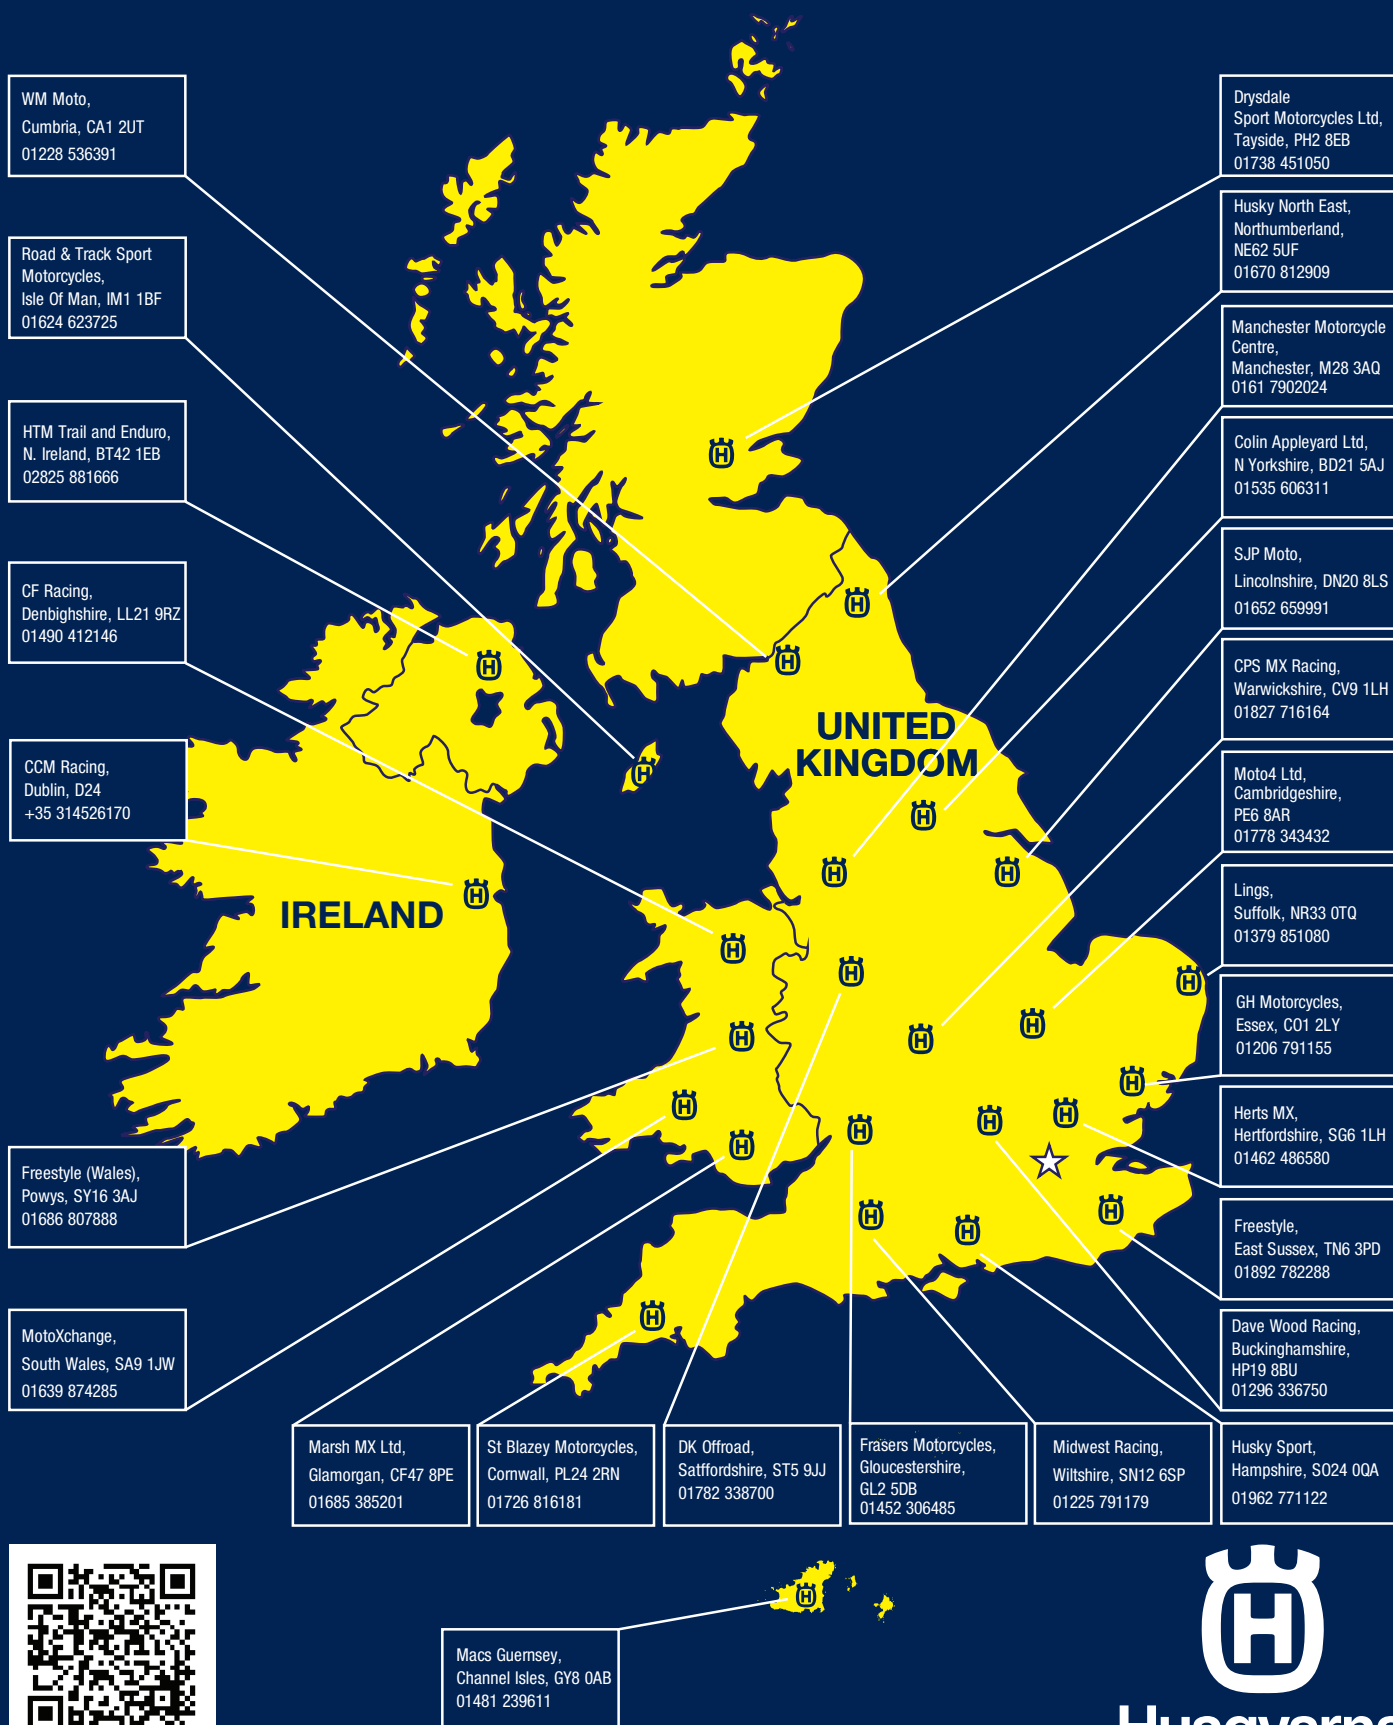 WM Moto,
Cumbria, CA1 2UT
01228 536391
Road & Track Sport
Motorcycles,
Isle Of Man, IM1 1BF
01624 623725
HTM Trail and Enduro,
N. Ireland, BT42 1EB
02825 881666
CF Racing,
Denbighshire, LL21 9RZ
01490 412146
CCM Racing,
Dublin, D24
+35 314526170
Freestyle (Wales),
Powys, SY16 3AJ
01686 807888
MotoXchange,
South Wales, SA9 1JW
01639 874285
UNITED
KINGDOM
IRELAND
Drysdale
Sport Motorcycles Ltd,
Tayside, PH2 8EB
01738 451050
Husky North East,
Northumberland,
NE62 5UF
01670 812909
Manchester Motorcycle
Centre,
Manchester, M28 3AQ
0161 7902024
Colin Appleyard Ltd,
N Yorkshire, BD21 5AJ
01535 606311
SJP Moto,
Lincolnshire, DN20 8LS
01652 659991
CPS MX Racing,
Warwickshire, CV9 1LH
01827 716164
Moto4 Ltd,
Cambridgeshire,
PE6 8AR
01778 343432
Lings,
Suffolk, NR33 0TQ
01379 851080
GH Motorcycles,
Essex, CO1 2LY
01206 791155
Herts MX,
Hertfordshire, SG6 1LH
01462 486580
Freestyle,
East Sussex, TN6 3PD
01892 782288
Dave Wood Racing,
Buckinghamshire,
HP19 8BU
01296 336750
Marsh MX Ltd,
Glamorgan, CF47 8PE
01685 385201
St Blazey Motorcycles,
Cornwall, PL24 2RN
01726 816181
DK Offroad,
Satffordshire, ST5 9JJ
01782 338700
Frasers Motorcycles,
Gloucestershire,
GL2 5DB
01452 306485
Midwest Racing,
Wiltshire, SN12 6SP
01225 791179
Husky Sport,
Hampshire, SO24 0QA
01962 771122
Macs Guernsey,
Channel Isles, GY8 0AB
01481 239611
H
Husqvarna